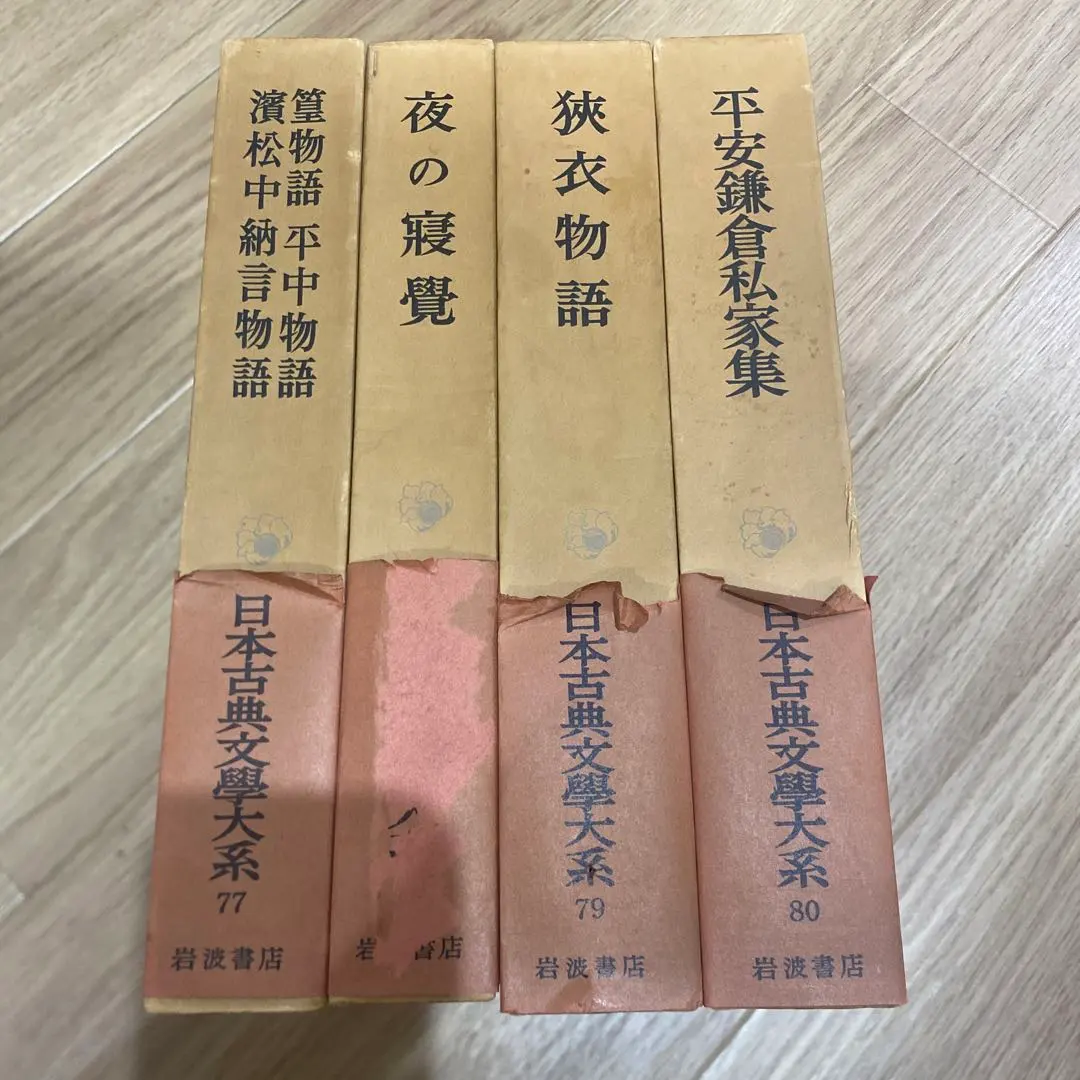 篁物語 平中物語
濱松中納言物語
日本古典文學大系
77
岩波書店
夜の寢覺
岩
書店
狹衣物語
日本古典文學大系
79
岩波書店
平安鎌倉私家集
日本古典文學大系
80
岩波書店